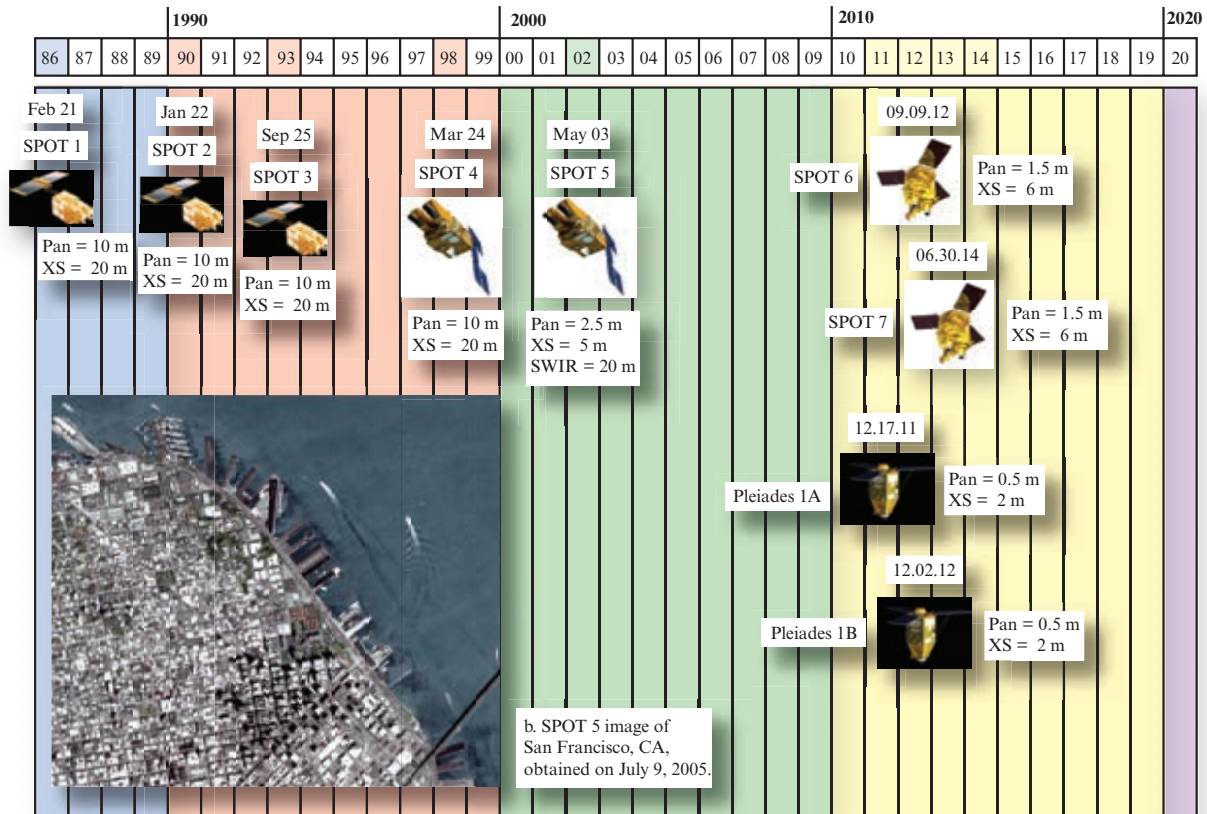 1990
2000
2010
2020
86 87 88 89 90 91 92 93 94 95 96 97 98 99 00 01 02 03 04 05 06 07 08 09 10 11 12 13 14 15 16 17 18 19 20
Feb 21
SPOT 1
Pan = 10 m
XS = 20 m
Jan 22
SPOT 2
Pan = 10 m
XS = 20 m
Sep 25
SPOT 3
Pan = 10 m
XS = 20 m
Mar 24
SPOT 4
Pan = 10 m
XS = 20 m
May 03
SPOT 5
Pan = 2.5 m
XS = 5 m
SWIR = 20 m
09.09.12
SPOT 6
Pan = 1.5 m
XS = 6 m
06.30.14
SPOT 7
Pan = 1.5 m
XS = 6 m
12.17.11
Pleiades 1A
Pan = 0.5 m
XS = 2 m
12.02.12
Pleiades 1B
Pan = 0.5 m
XS = 2 m
b. SPOT 5 image of
San Francisco, CA,
obtained on July 9, 2005.